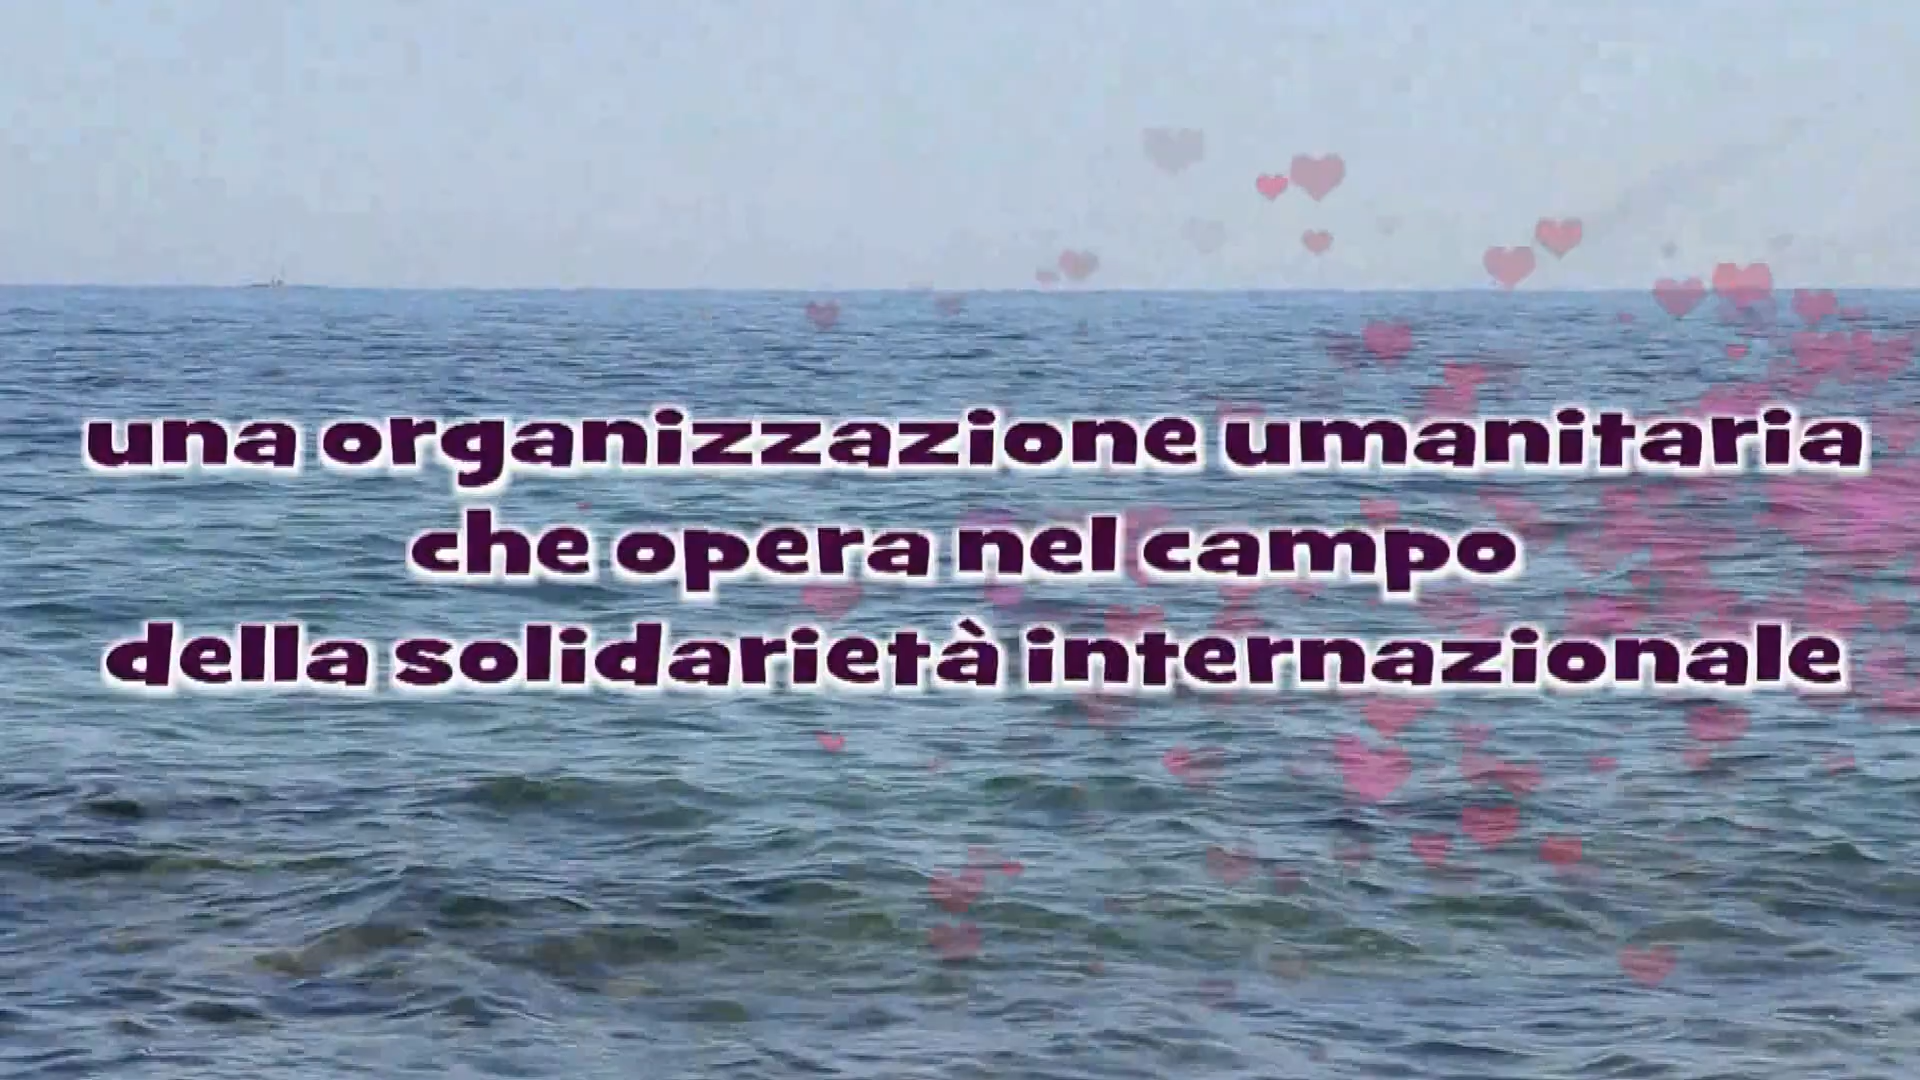 una organizzazione umanitaria
che opera nel campo
della solidarietà internazionale